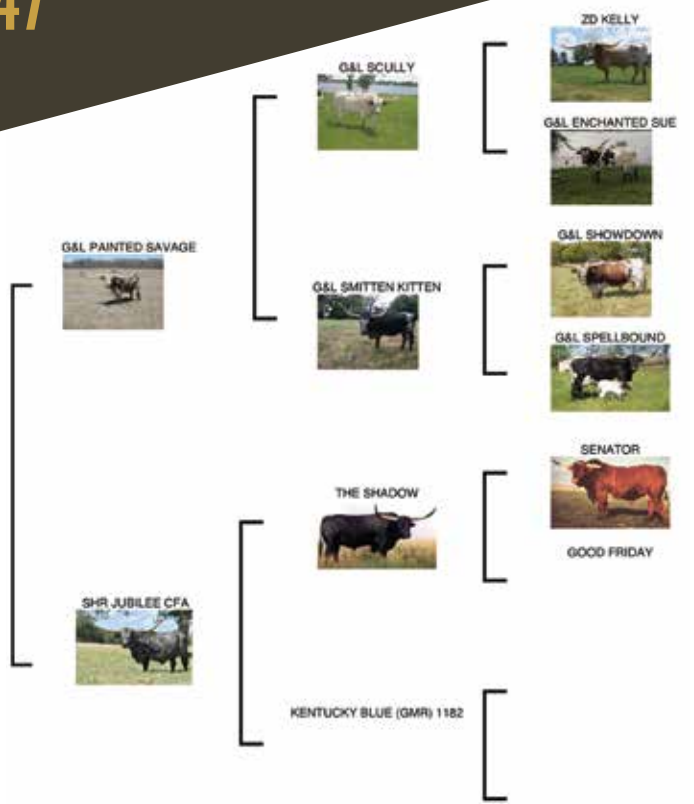 47
ZD KELLY
G&L SCULLY
G&L ENCHANTED SUE
G&L PAINTED SAVAGE
G&L SHOWDOWN
G&L SMITTEN KITTEN
G&L SPELLBOUND
SENATOR
THE SHADOW
GOOD FRIDAY
SHR JUBILEE CFA
KENTUCKY BLUE (GMR) 1182